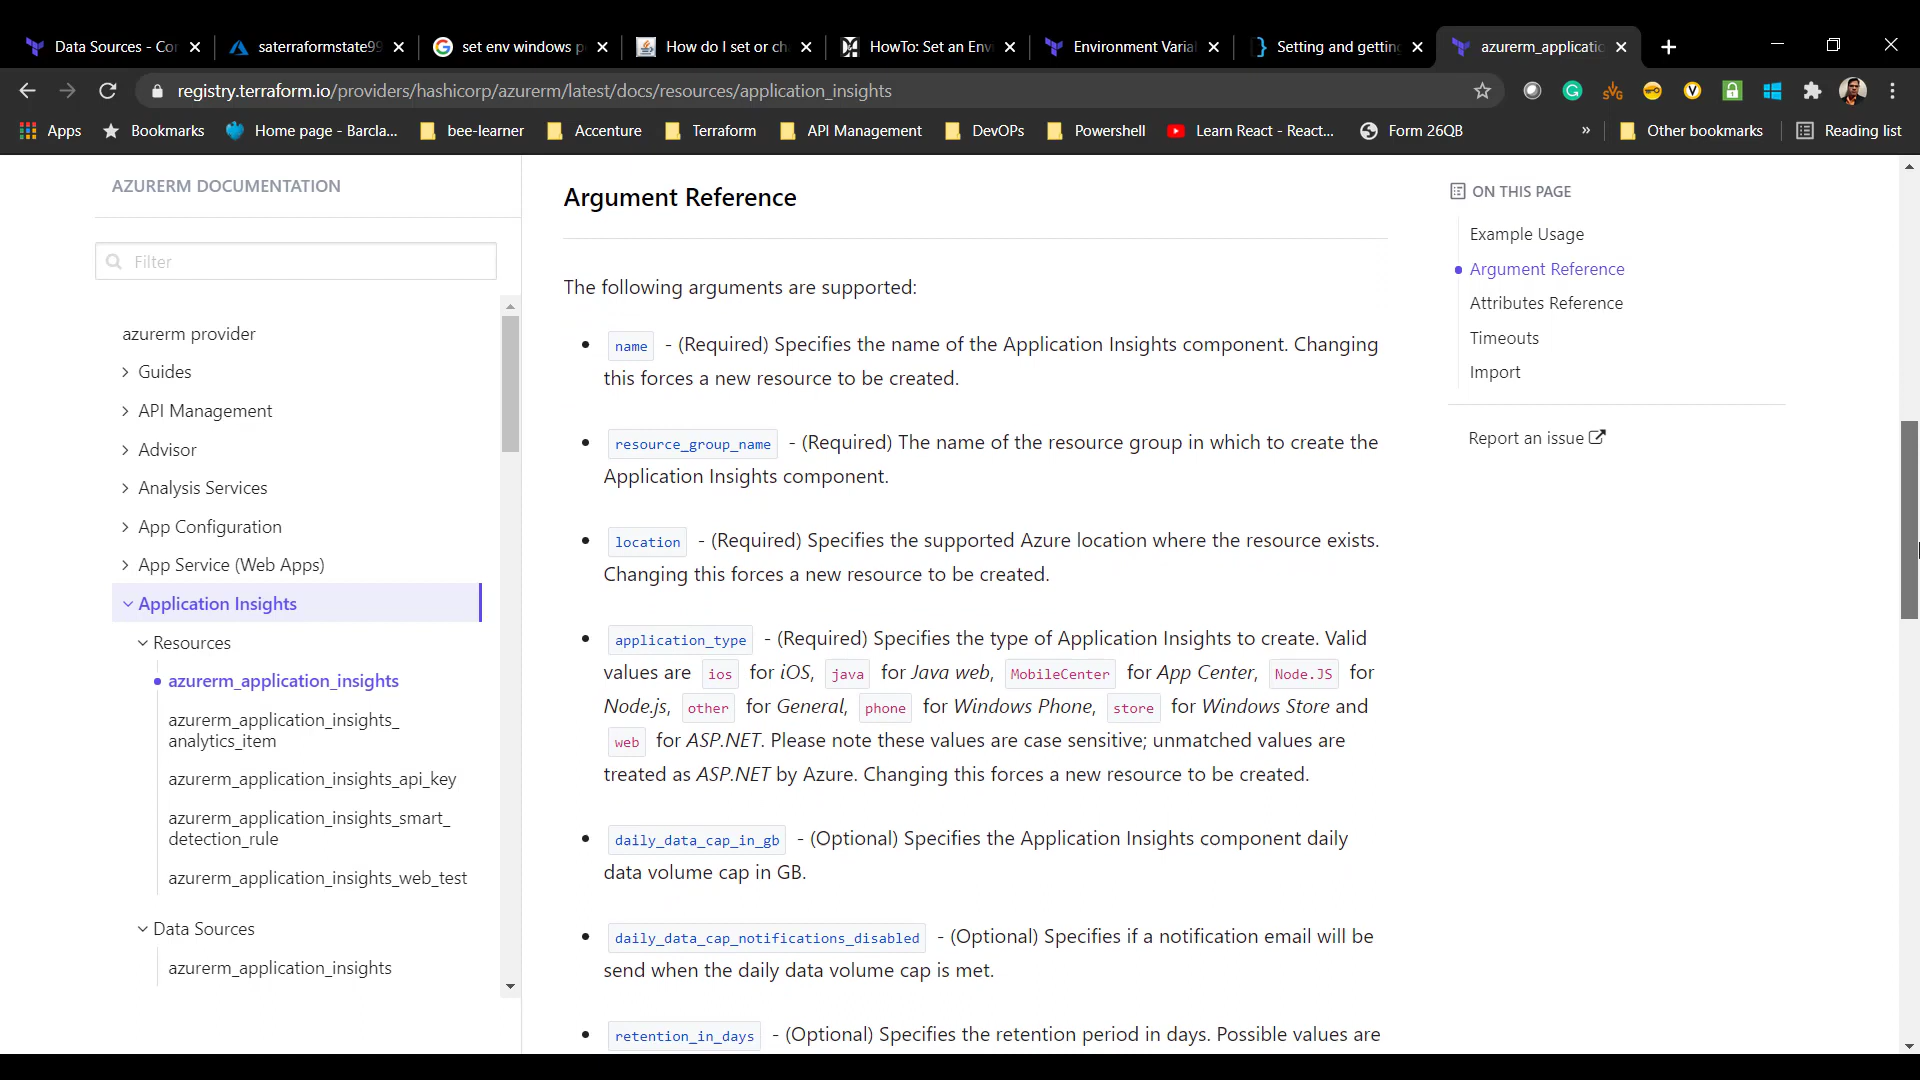 Data Sources - Co
saterraformstate99
set env windows p
How do I set or ch
HowTo: Set an Env
Environment Varia
Setting and getting
azurerm_applicatio
registry.terraform.io/providers/hashicorp/azurerm/latest/docs/resources/application_insights
Apps
Bookmarks
Home page - Barcla...
bee-learner
Accenture
Terraform
API Management
DevOPs
Powershell
Learn React - React...
Form 26QB
»
Other bookmarks
Reading list
AZURERM DOCUMENTATION
Filter
azurerm provider
Guides
API Management
Advisor
Analysis Services
App Configuration
App Service (Web Apps)
Application Insights
Resources
azurerm_application_insights
azurerm_application_insights_
analytics_item
azurerm_application_insights_api_key
azurerm_application_insights_smart_
detection_rule
azurerm_application_insights_web_test
Data Sources
azurerm_application_insights
Argument Reference
The following arguments are supported:
• name - (Required) Specifies the name of the Application Insights component. Changing
this forces a new resource to be created.
• resource_group_name - (Required) The name of the resource group in which to create the
Application Insights component.
• location - (Required) Specifies the supported Azure location where the resource exists.
Changing this forces a new resource to be created.
• application_type - (Required) Specifies the type of Application Insights to create. Valid
values are ios for iOS, java for Java web, MobileCenter for App Center, Node.JS for
Node.js, other for General, phone for Windows Phone, store for Windows Store and
web for ASP.NET. Please note these values are case sensitive; unmatched values are
treated as ASP.NET by Azure. Changing this forces a new resource to be created.
• daily_data_cap_in_gb - (Optional) Specifies the Application Insights component daily
data volume cap in GB.
• daily_data_cap_notifications_disabled - (Optional) Specifies if a notification email will be
send when the daily data volume cap is met.
• retention_in_days - (Optional) Specifies the retention period in days. Possible values are
ON THIS PAGE
Example Usage
Argument Reference
Attributes Reference
Timeouts
Import
Report an issue